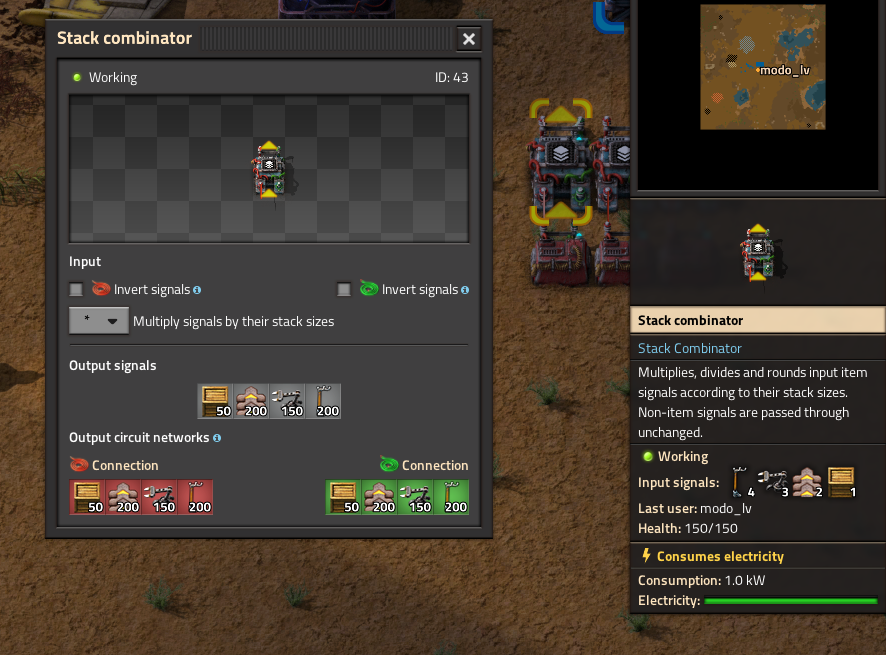 Stack combinator
Working
ID: 43
Input
Invert signals
Invert signals
* Multiply signals by their stack sizes
Output signals
50 200 150 200
Output circuit networks
Connection
Connection
50 200 150 200
50 200 150 200
modo_lv
Stack combinator
Stack Combinator
Multiplies, divides and rounds input item
signals according to their stack sizes.
Non-item signals are passed through
unchanged.
Working
Input signals: 4 3 2 1
Last user: modo_lv
Health: 150/150
Consumes electricity
Consumption: 1.0 kW
Electricity: